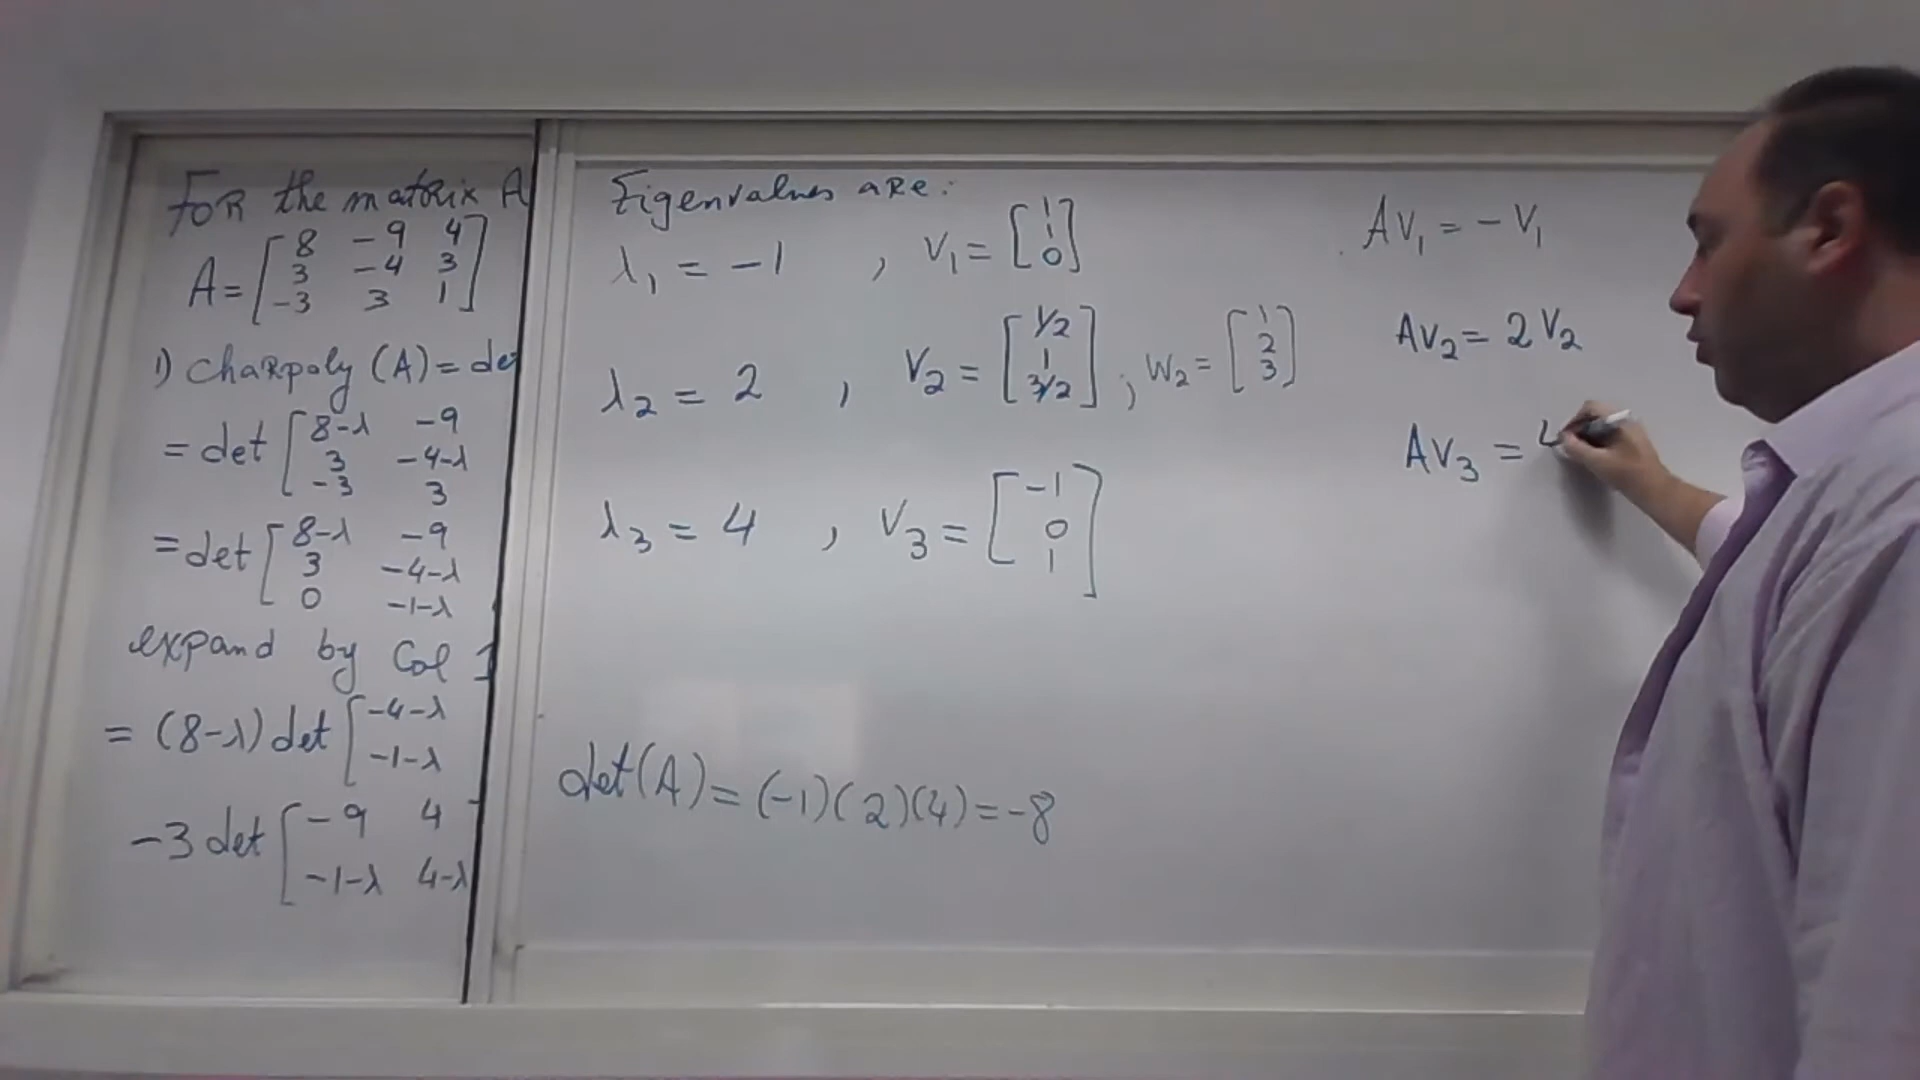 For the matrix A
A = [8 -9 4
3 -4 3
-3 3 1]
1) charpoly (A) = det
= det [8-λ -9
3 -4-λ
-3 3
= det [8-λ -9
3 -4-λ
0 -1-λ
expand by Col 1
= (8-λ) det [-4-λ
-1-λ
-3 det [-9 4
-1-λ 4-λ
Eigenvalues are:
λ₁ = -1 , V₁ = [1
1
0]
λ₂ = 2 , V₂ = [1/2
1
3/2] ; W₂ = [1
2
3]
λ₃ = 4 , V₃ = [-1
0
1]
det(A) = (-1)(2)(4) = -8
AV₁ = -V₁
AV₂ = 2V₂
AV₃ = 4